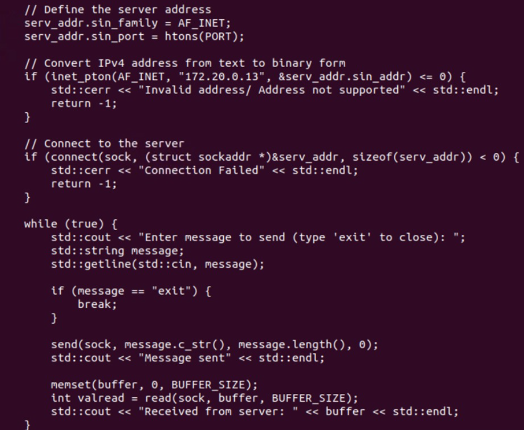 // Define the server address
serv_addr.sin_family = AF_INET;
serv_addr.sin_port = htons(PORT);
// Convert IPv4 address from text to binary form
if (inet_pton(AF_INET, "172.20.0.13", &serv_addr.sin_addr) <= 0) {
std::cerr << "Invalid address/ Address not supported" << std::endl;
return -1;
}
// Connect to the server
if (connect(sock, (struct sockaddr *)&serv_addr, sizeof(serv_addr)) < 0) {
std::cerr << "Connection Failed" << std::endl;
return -1;
}
while (true) {
std::cout << "Enter message to send (type 'exit' to close): ";
std::string message;
std::getline(std::cin, message);
if (message == "exit") {
break;
}
send(sock, message.c_str(), message.length(), 0);
std::cout << "Message sent" << std::endl;
memset(buffer, 0, BUFFER_SIZE);
int valread = read(sock, buffer, BUFFER_SIZE);
std::cout << "Received from server: " << buffer << std::endl;
}